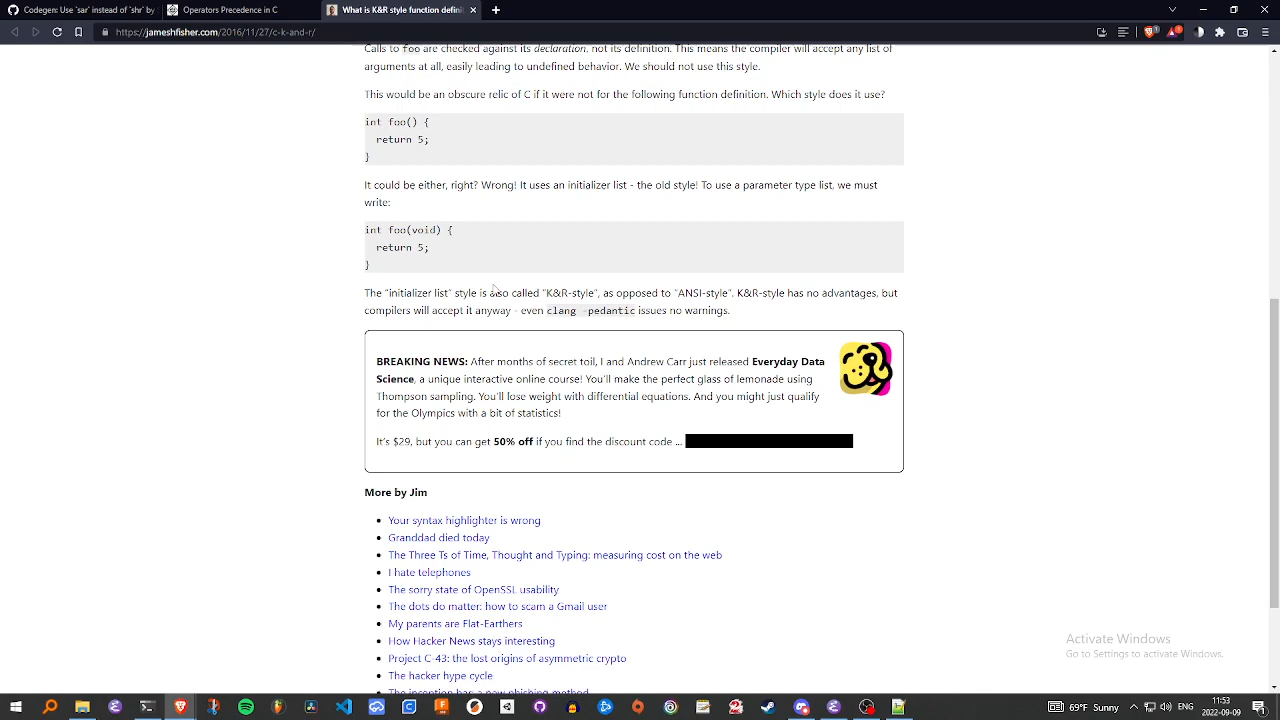 Codegen: Use 'sar' instead of 'shr' by
Operators Precedence in C
What is K&R style function defini
https://jameshfisher.com/2016/11/27/c-k-and-r/
Calls to foo are checked against its declaration, not its definition. This means the compiler will accept any list of
arguments at all, easily leading to undefined behavior. We should not use this style.
This would be an obscure relic of C if it were not for the following function definition. Which style does it use?
int foo() {
return 5;
}
It could be either, right? Wrong! It uses an initializer list - the old style! To use a parameter type list, we must
write:
int foo(void) {
return 5;
}
The "initializer list" style is also called "K&R-style", as opposed to "ANSI-style". K&R-style has no advantages, but
compilers will accept it anyway - even clang -pedantic issues no warnings.
BREAKING NEWS: After months of secret toil, I and Andrew Carr just released Everyday Data
Science, a unique interactive online course! You'll make the perfect glass of lemonade using
Thompson sampling. You'll lose weight with differential equations. And you might just qualify
for the Olympics with a bit of statistics!
It's $29, but you can get 50% off if you find the discount code ...
More by Jim
Your syntax highlighter is wrong
Granddad died today
The Three Ts of Time, Thought and Typing: measuring cost on the web
I hate telephones
The sorry state of OpenSSL usability
The dots do matter: how to scam a Gmail user
My parents are Flat-Earthers
How Hacker News stays interesting
Project C-43: the lost origins of asymmetric crypto
The hacker hype cycle
The inception bar: a new phishing method
Activate Windows
Go to Settings to activate Windows.
69°F Sunny
ENG
11:53
2022-09-09